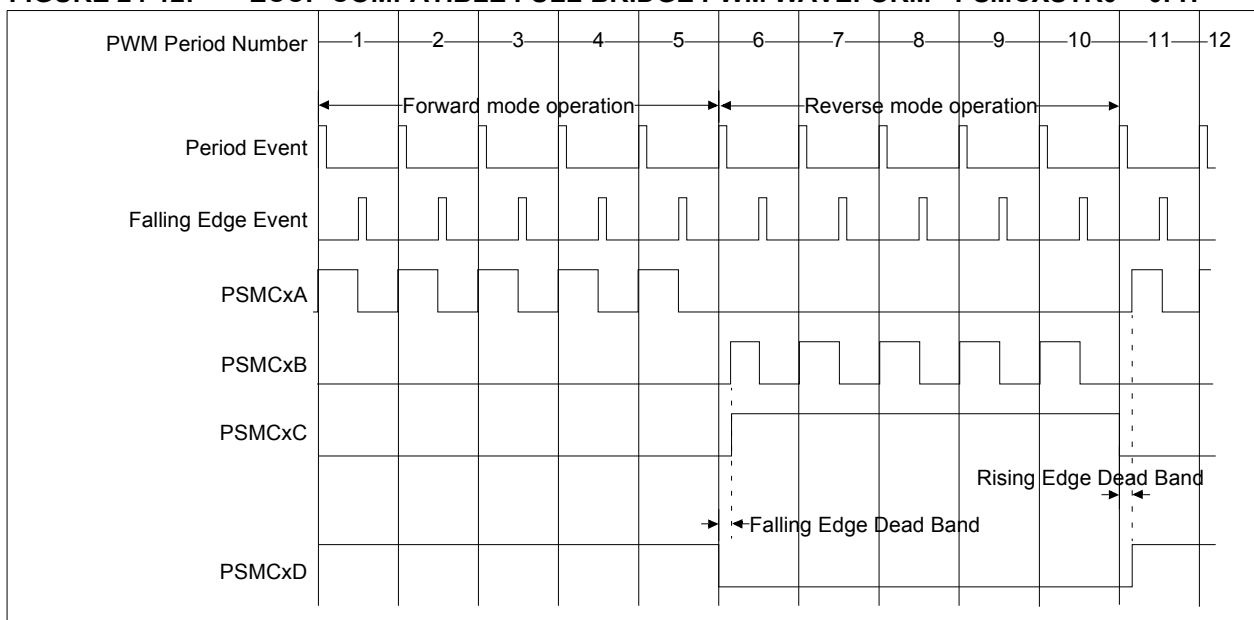 PWM Period Number 1 2 3 4 5 6 7 8 9 10 11 12
Forward mode operation Reverse mode operation
Period Event
Falling Edge Event
PSMCxA
PSMCxB
PSMCxC
Rising Edge Dead Band
Falling Edge Dead Band
PSMCxD